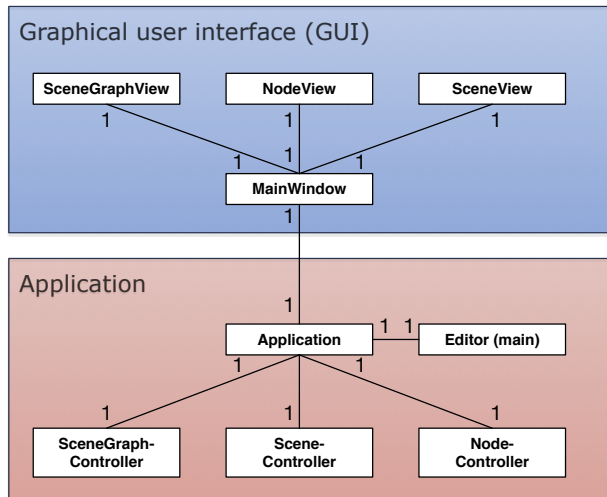 Graphical user interface (GUI)
SceneGraphView NodeView SceneView
1 1 1
1 1 1
MainWindow
1
Application
1
Application 1 1 Editor (main)
1 1 1
1 1 1
SceneGraph- Scene- Node-
Controller Controller Controller